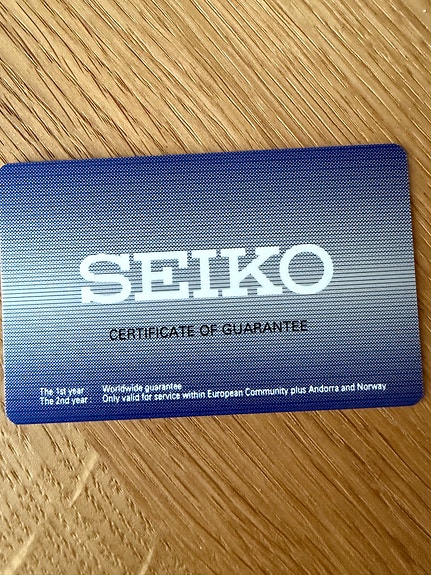 SEIKO
CERTIFICATE OF GUARANTEE
The 1st year : Worldwide guarantee
The 2nd year : Only valid for service within European Community plus Andorra and Norway